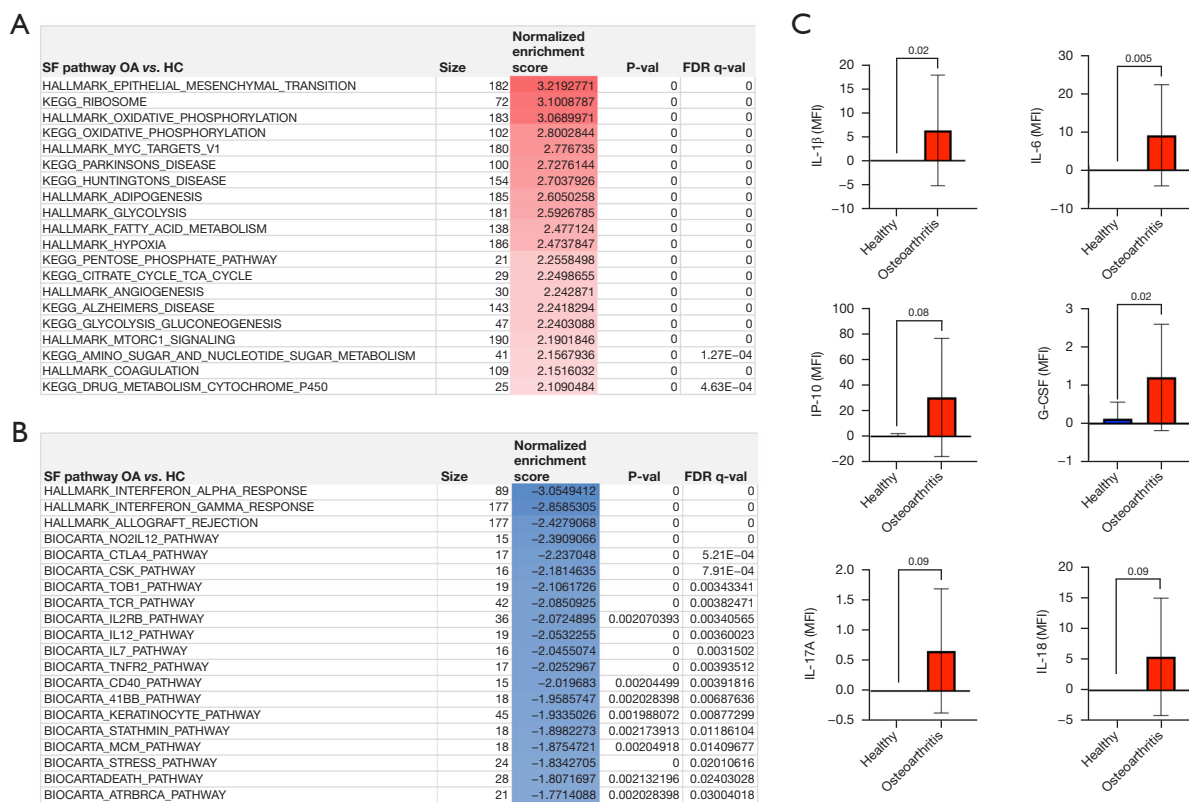 A
SF pathway OA vs. HC Size Normalized enrichment score P-val FDR q-val
HALLMARK_EPITHELIAL_MESENCHYMAL_TRANSITION 182 3.2192771 0 0
KEGG_RIBOSOME 72 3.1008787 0 0
HALLMARK_OXIDATIVE_PHOSPHORYLATION 183 3.0689971 0 0
KEGG_OXIDATIVE_PHOSPHORYLATION 102 2.8002844 0 0
HALLMARK_MYC_TARGETS_V1 180 2.776735 0 0
KEGG_PARKINSONS_DISEASE 100 2.7276144 0 0
KEGG_HUNTINGTONS_DISEASE 154 2.7037926 0 0
HALLMARK_ADIPOGENESIS 185 2.6050258 0 0
HALLMARK_GLYCOLYSIS 181 2.5926785 0 0
HALLMARK_FATTY_ACID_METABOLISM 138 2.477124 0 0
HALLMARK_HYPOXIA 186 2.4737847 0 0
KEGG_PENTOSE_PHOSPHATE_PATHWAY 21 2.2558498 0 0
KEGG_CITRATE_CYCLE_TCA_CYCLE 29 2.2498655 0 0
HALLMARK_ANGIOGENESIS 30 2.242871 0 0
KEGG_ALZHEIMERS_DISEASE 143 2.2418294 0 0
KEGG_GLYCOLYSIS_GLUCONEOGENESIS 47 2.2403088 0 0
HALLMARK_MTORC1_SIGNALING 190 2.1901846 0 0
KEGG_AMINO_SUGAR_AND_NUCLEOTIDE_SUGAR_METABOLISM 41 2.1567936 0 1.27E−04
HALLMARK_COAGULATION 109 2.1516032 0 0
KEGG_DRUG_METABOLISM_CYTOCHROME_P450 25 2.1090484 0 4.63E−04
B
SF pathway OA vs. HC Size Normalized enrichment score P-val FDR q-val
HALLMARK_INTERFERON_ALPHA_RESPONSE 89 −3.0549412 0 0
HALLMARK_INTERFERON_GAMMA_RESPONSE 177 −2.8585305 0 0
HALLMARK_ALLOGRAFT_REJECTION 177 −2.4279068 0 0
BIOCARTA_NO2IL12_PATHWAY 15 −2.3909066 0 0
BIOCARTA_CTLA4_PATHWAY 17 −2.237048 0 5.21E−04
BIOCARTA_CSK_PATHWAY 16 −2.1814635 0 7.91E−04
BIOCARTA_TOB1_PATHWAY 19 −2.1061726 0 0.00343341
BIOCARTA_TCR_PATHWAY 42 −2.0850925 0 0.00382471
BIOCARTA_IL2RB_PATHWAY 36 −2.0724895 0.002070393 0.00340565
BIOCARTA_IL12_PATHWAY 19 −2.0532255 0 0.00360023
BIOCARTA_IL7_PATHWAY 16 −2.0455074 0 0.0031502
BIOCARTA_TNFR2_PATHWAY 17 −2.0252967 0 0.00393512
BIOCARTA_CD40_PATHWAY 15 −2.019683 0.00204499 0.00391816
BIOCARTA_41BB_PATHWAY 18 −1.9585747 0.002028398 0.00687636
BIOCARTA_KERATINOCYTE_PATHWAY 45 −1.9335026 0.001988072 0.00877299
BIOCARTA_STATHMIN_PATHWAY 18 −1.8982273 0.002173913 0.01186104
BIOCARTA_MCM_PATHWAY 18 −1.8754721 0.00204918 0.01409677
BIOCARTA_STRESS_PATHWAY 24 −1.8342705 0 0.02010616
BIOCARTADEATH_PATHWAY 28 −1.8071697 0.002132196 0.02403028
BIOCARTA_ATRBRCA_PATHWAY 21 −1.7714088 0.002028398 0.03004018
C
0.02
20
15
10
5
0
−5
−10
IL-1β (MFI)
Healthy
Osteoarthritis
0.005
30
20
10
0
−10
IL-6 (MFI)
Healthy
Osteoarthritis
0.08
100
80
60
40
20
0
−20
IP-10 (MFI)
Healthy
Osteoarthritis
0.02
3
2
1
0
−1
G-CSF (MFI)
Healthy
Osteoarthritis
0.09
2.0
1.5
1.0
0.5
0.0
−0.5
IL-17A (MFI)
Healthy
Osteoarthritis
0.09
20
15
10
5
0
−5
IL-18 (MFI)
Healthy
Osteoarthritis